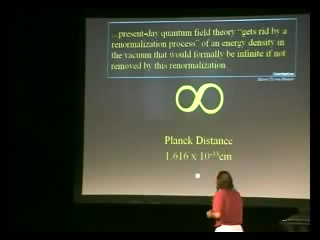 ...present-day quantum field theory "gets rid by a
renormalization process" of an energy density in
the vacuum that would formally be infinite if not
removed by this renormalization.
∞
Planck Distance
1.616 x 10⁻³³cm